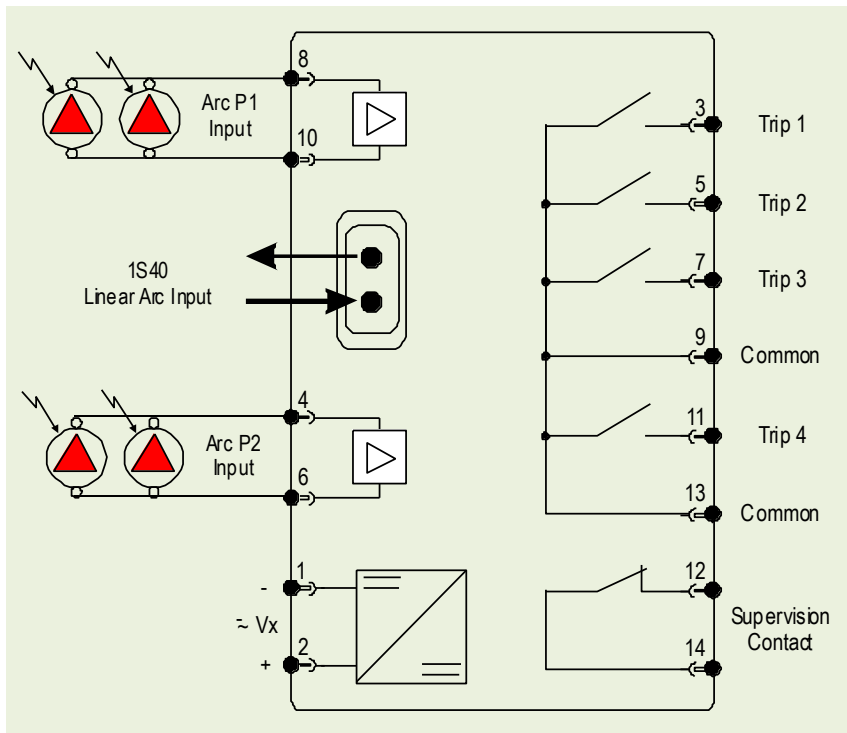 8
Arc P1
Input
10
3
Trip 1
5
Trip 2
7
Trip 3
1S40
Linear Arc Input
9
Common
4
Arc P2
Input
6
11
Trip 4
13
Common
1
-
~ Vx
2
+
12
Supervision
Contact
14